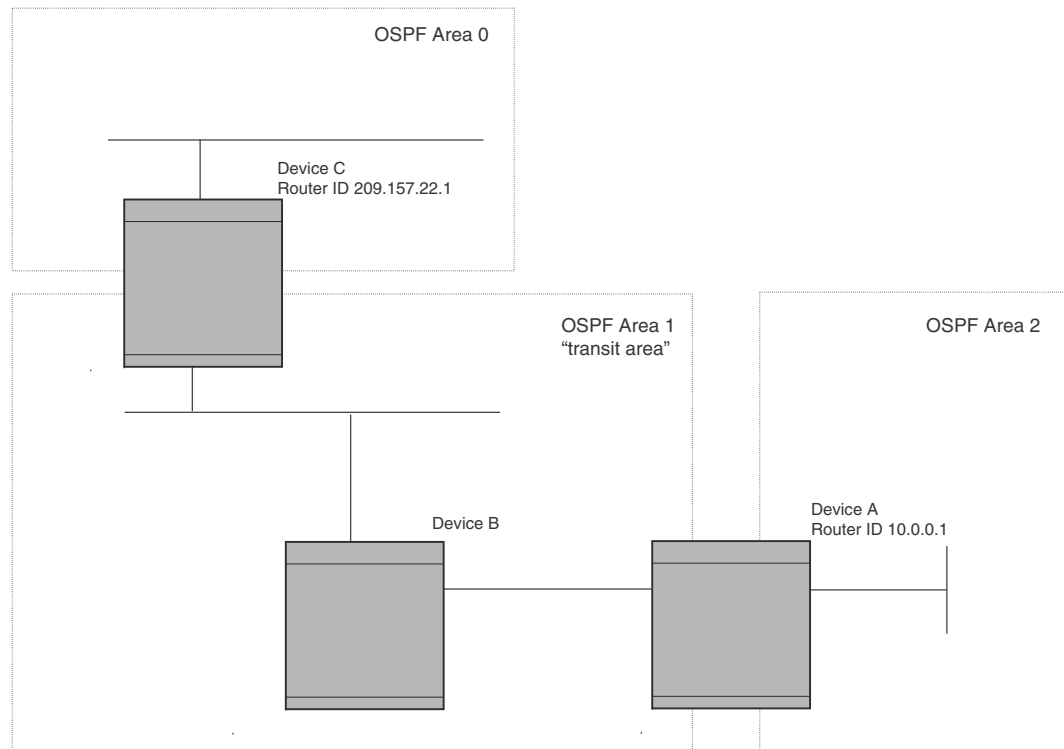 OSPF Area 0
Device C
Router ID 209.157.22.1
OSPF Area 1
“transit area”
OSPF Area 2
Device B
Device A
Router ID 10.0.0.1